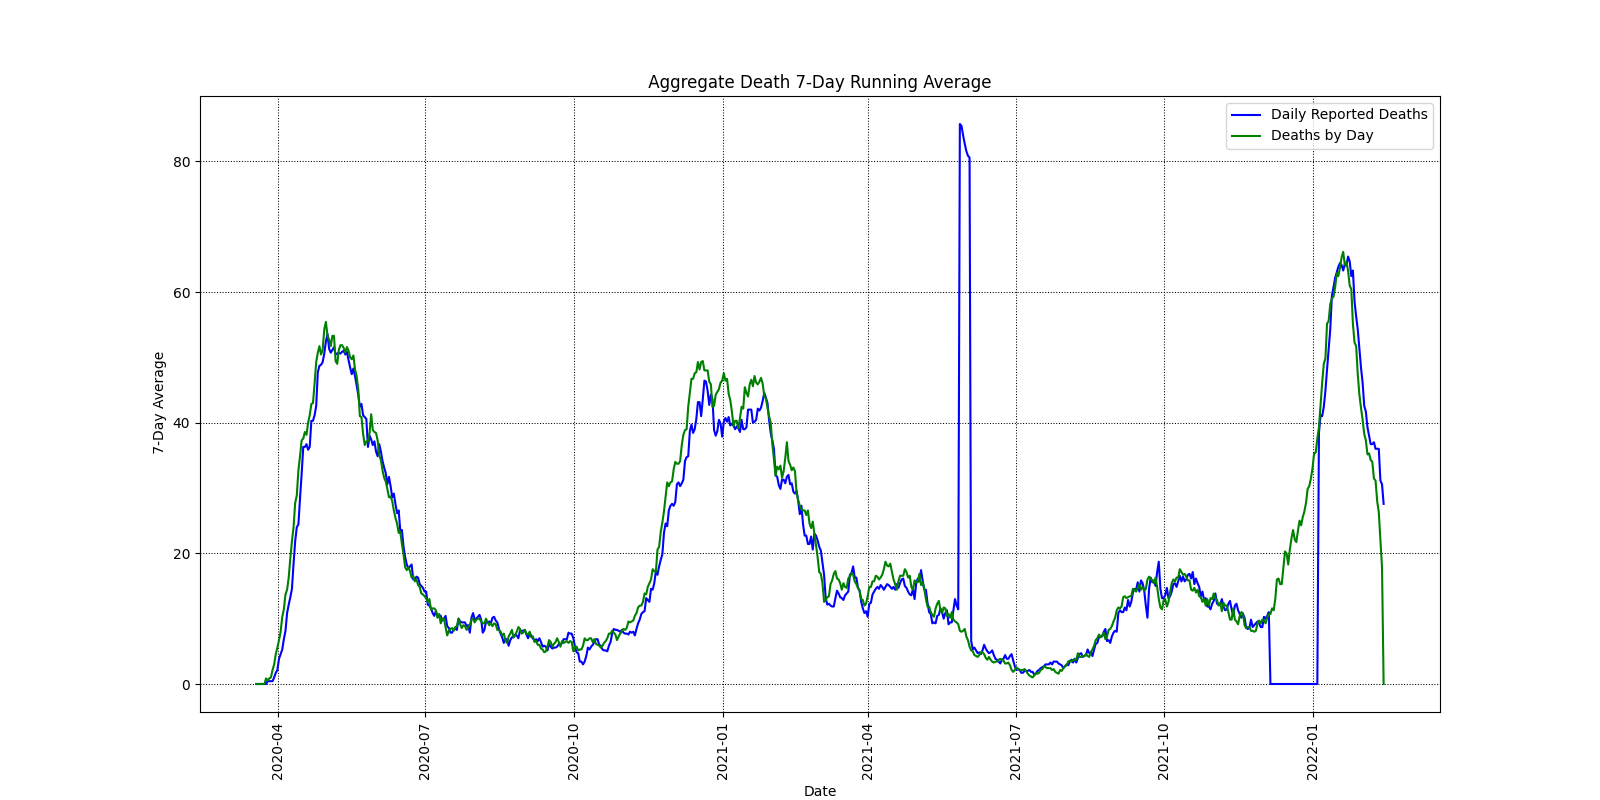 Aggregate Death 7-Day Running Average
Daily Reported Deaths
Deaths by Day
7-Day Average
80
60
40
20
0
2020-04
2020-07
2020-10
2021-01
2021-04
2021-07
2021-10
2022-01
Date